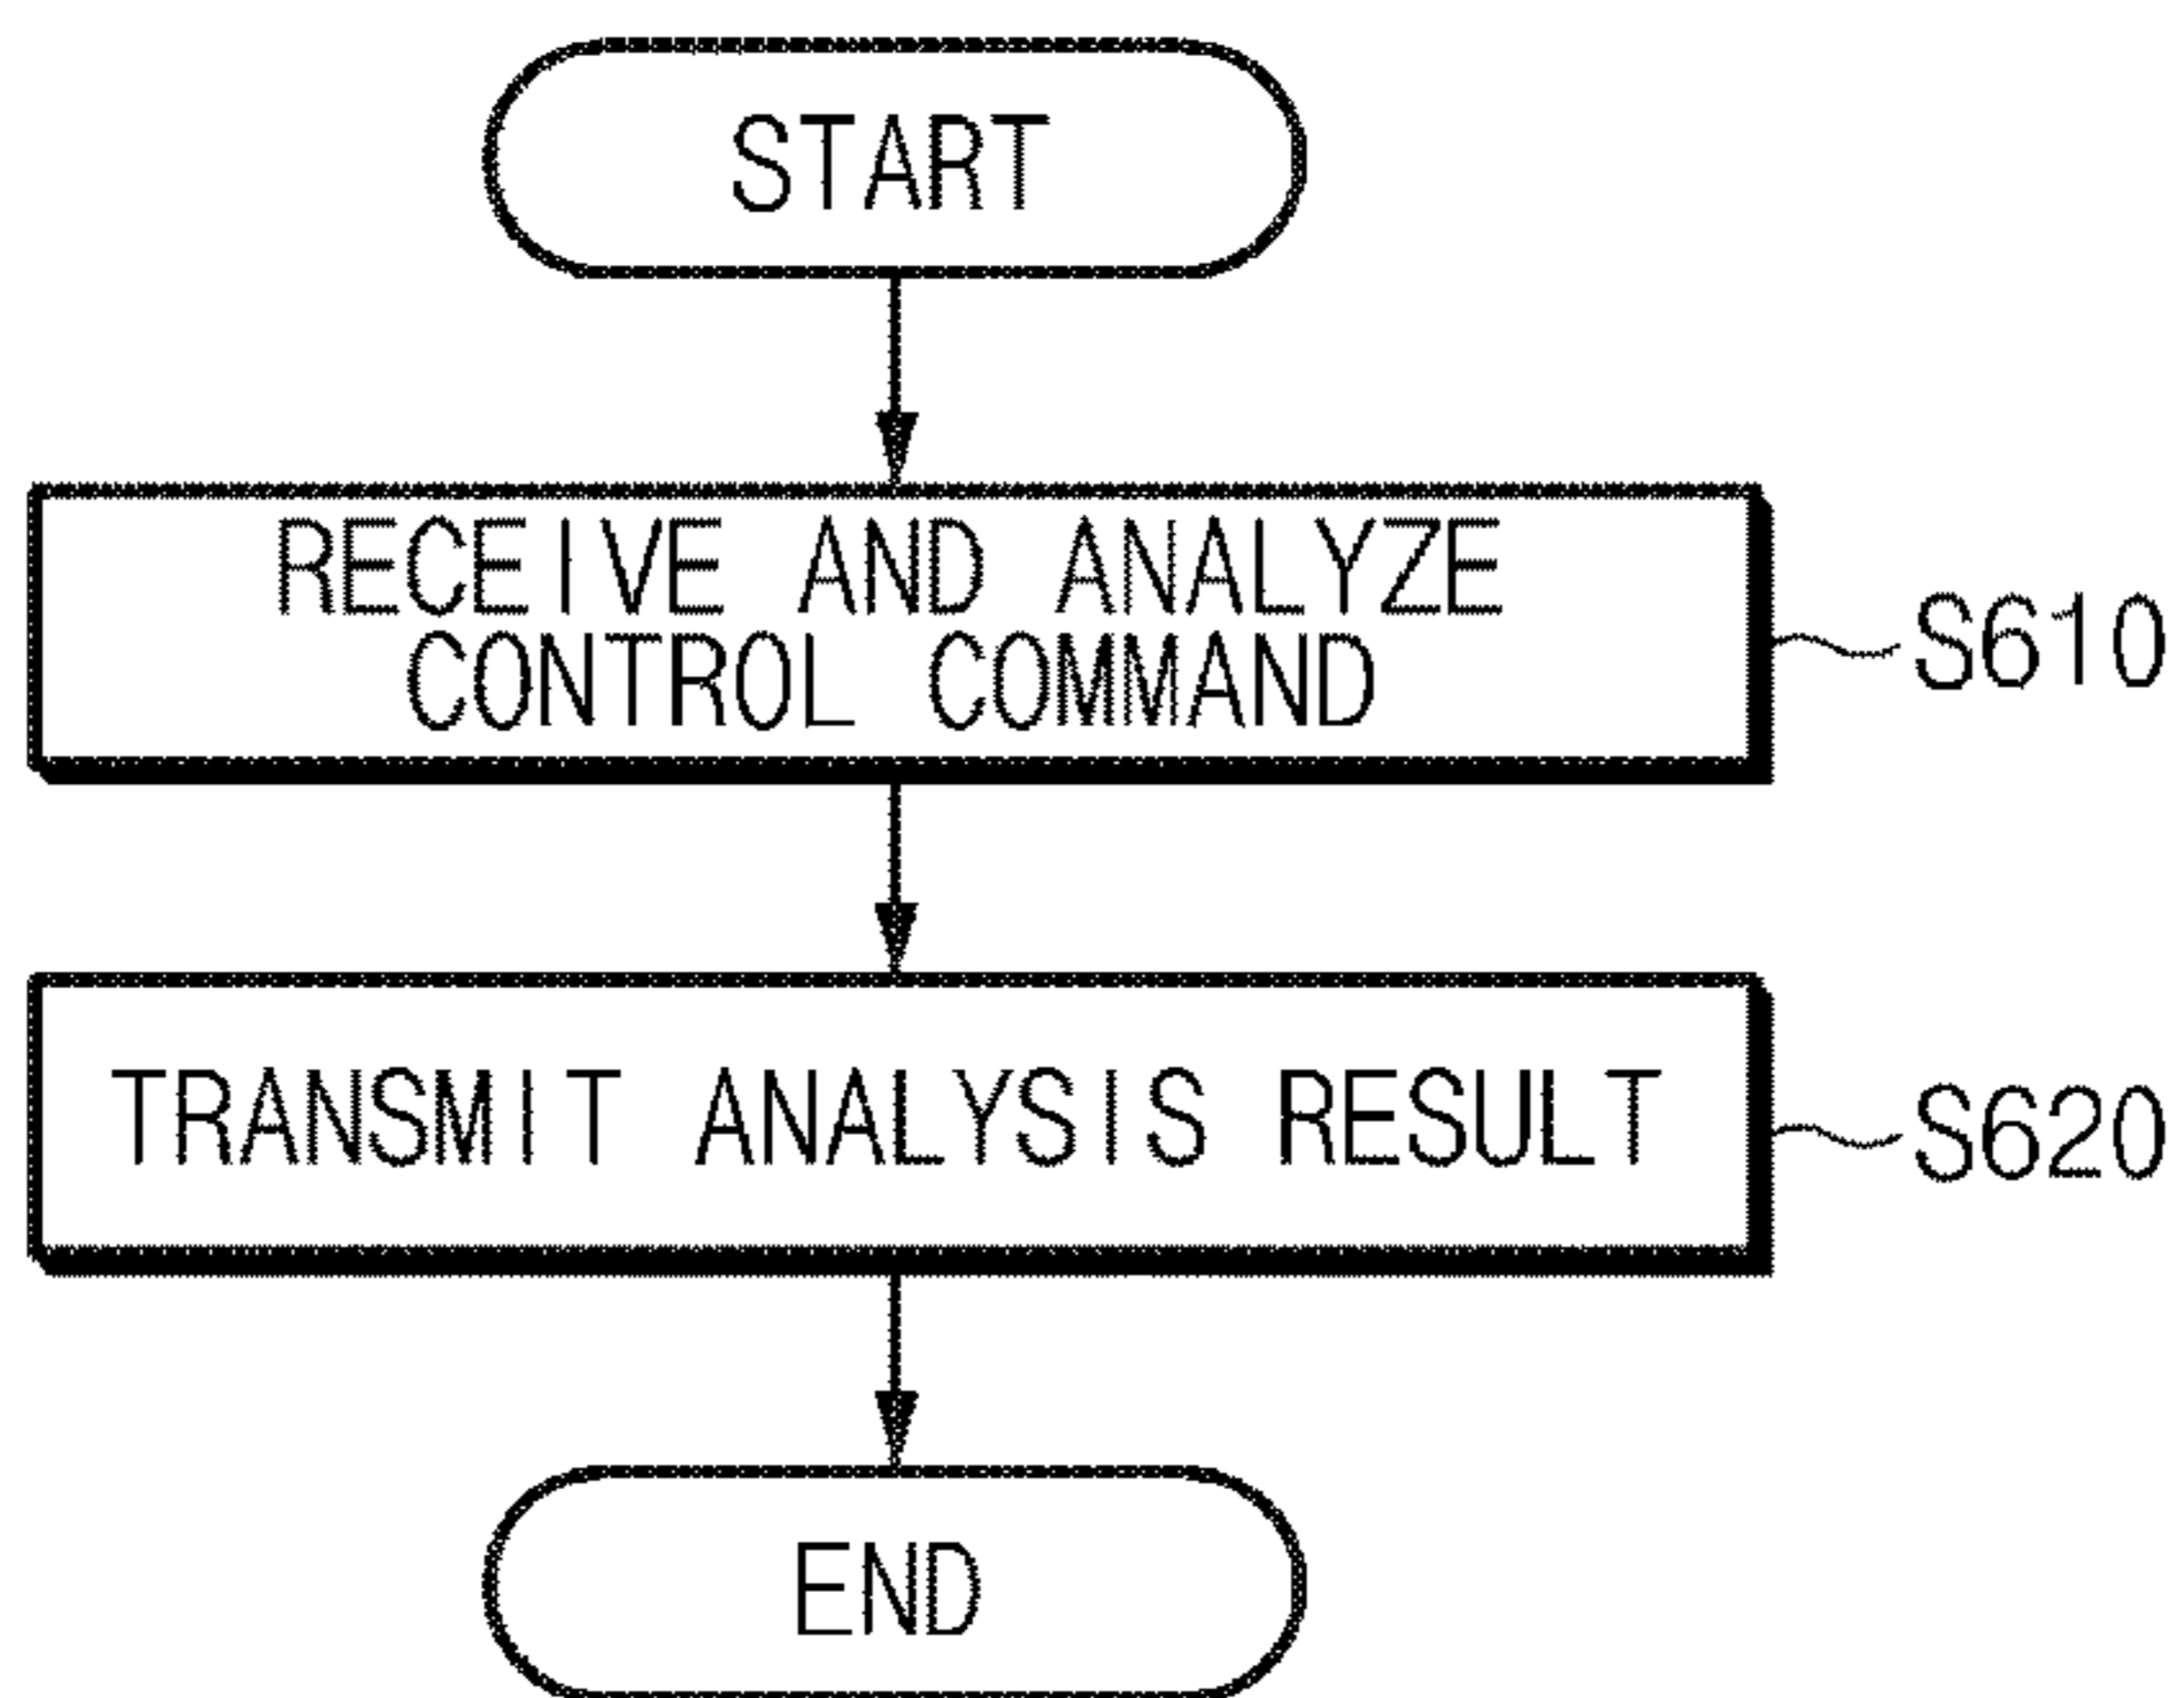 START
RECEIVE AND ANALYZE
CONTROL COMMAND
S610
TRANSMIT ANALYSIS RESULT
S620
END